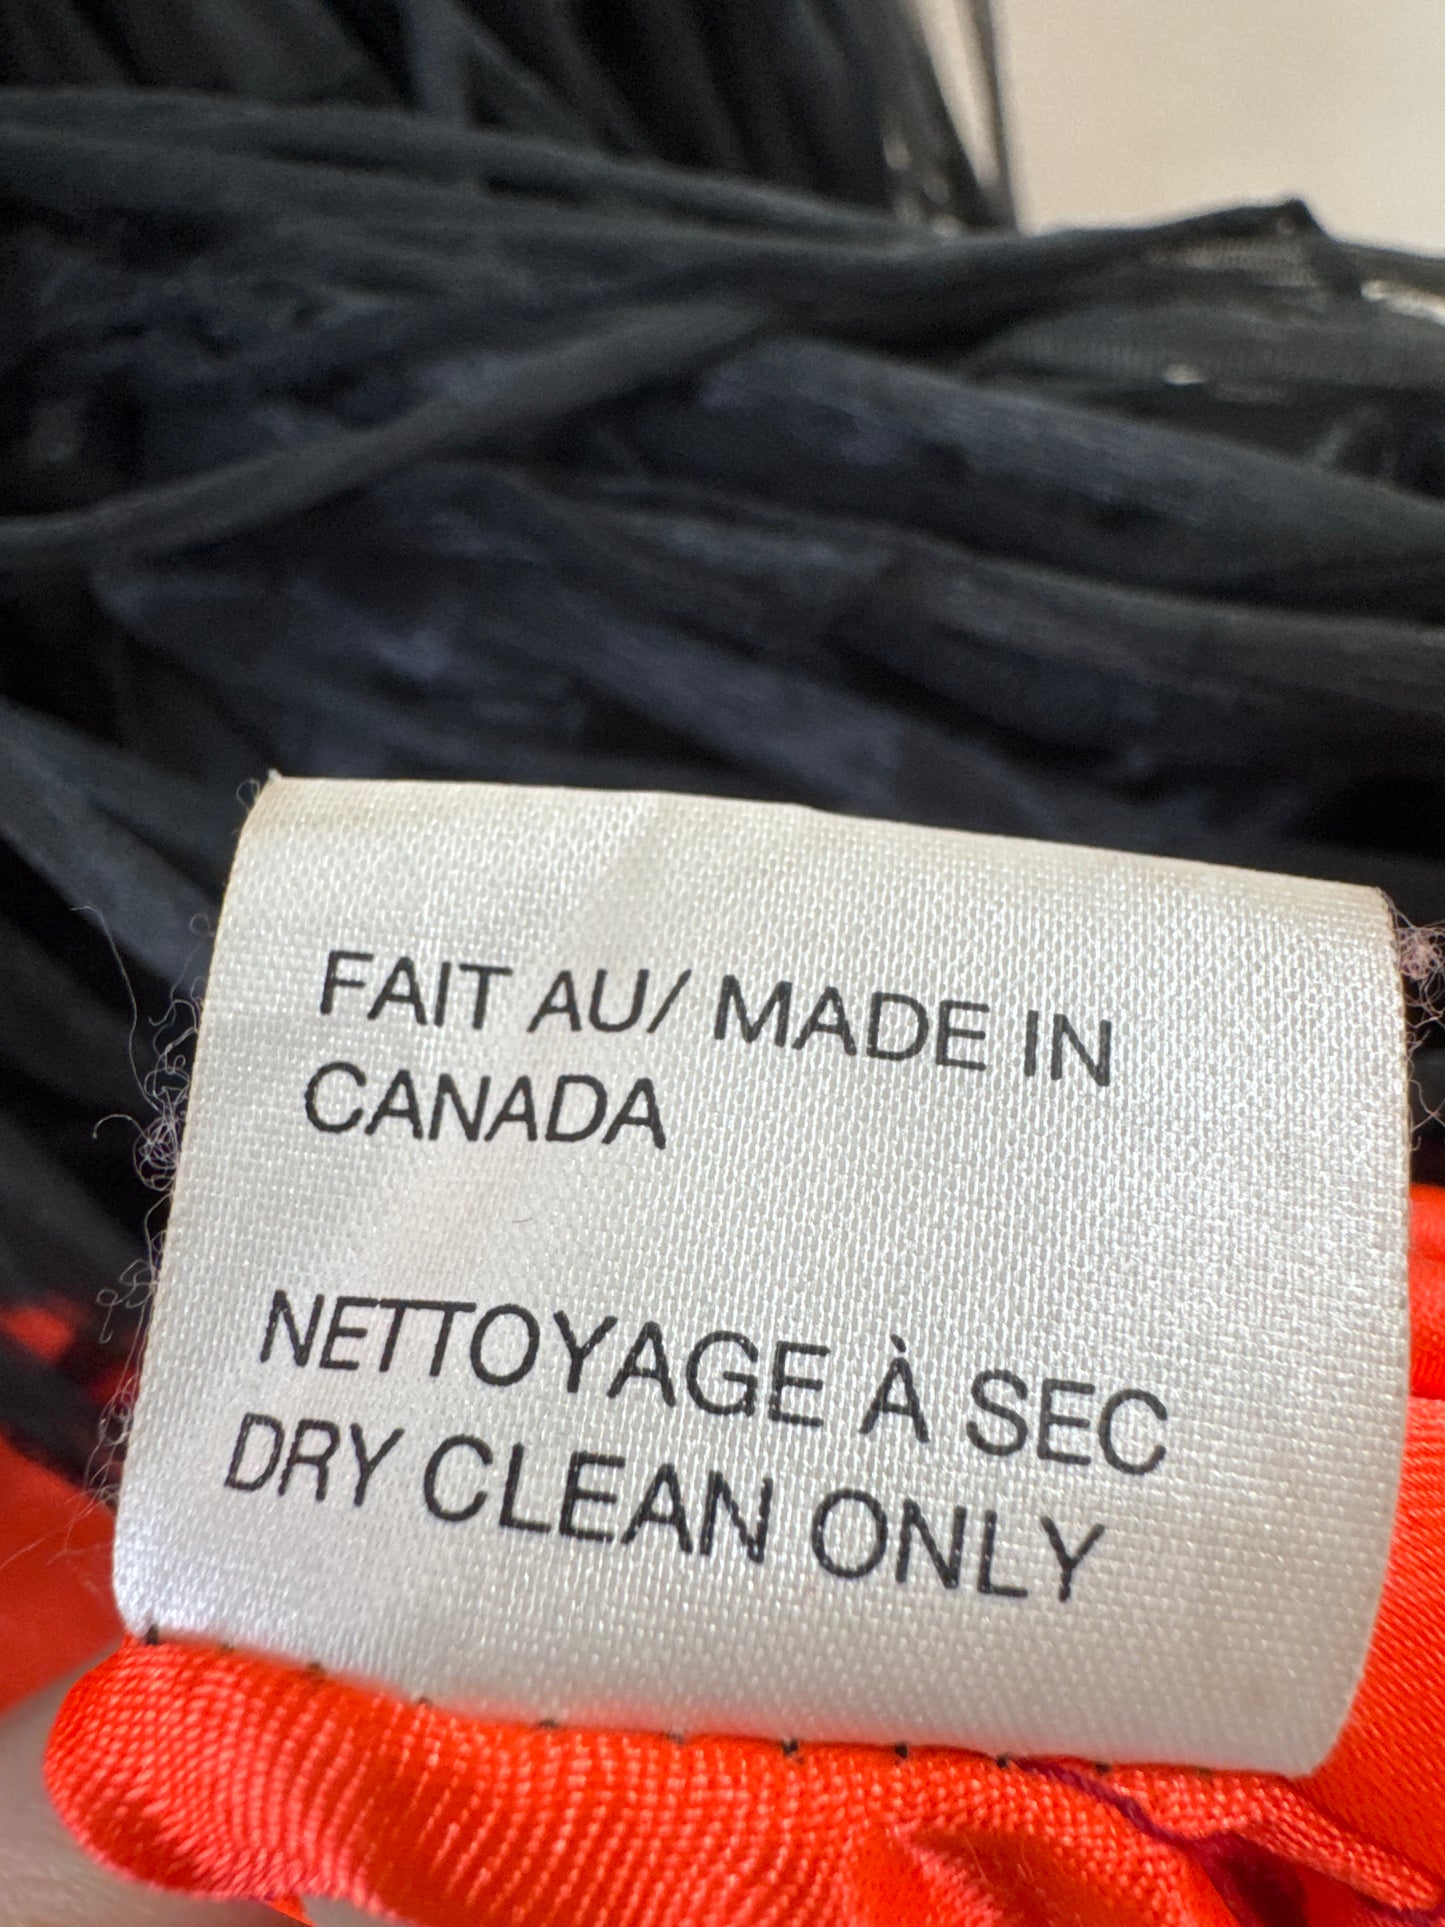 FAIT AU/ MADE IN
CANADA
NETTOYAGE À SEC
DRY CLEAN ONLY